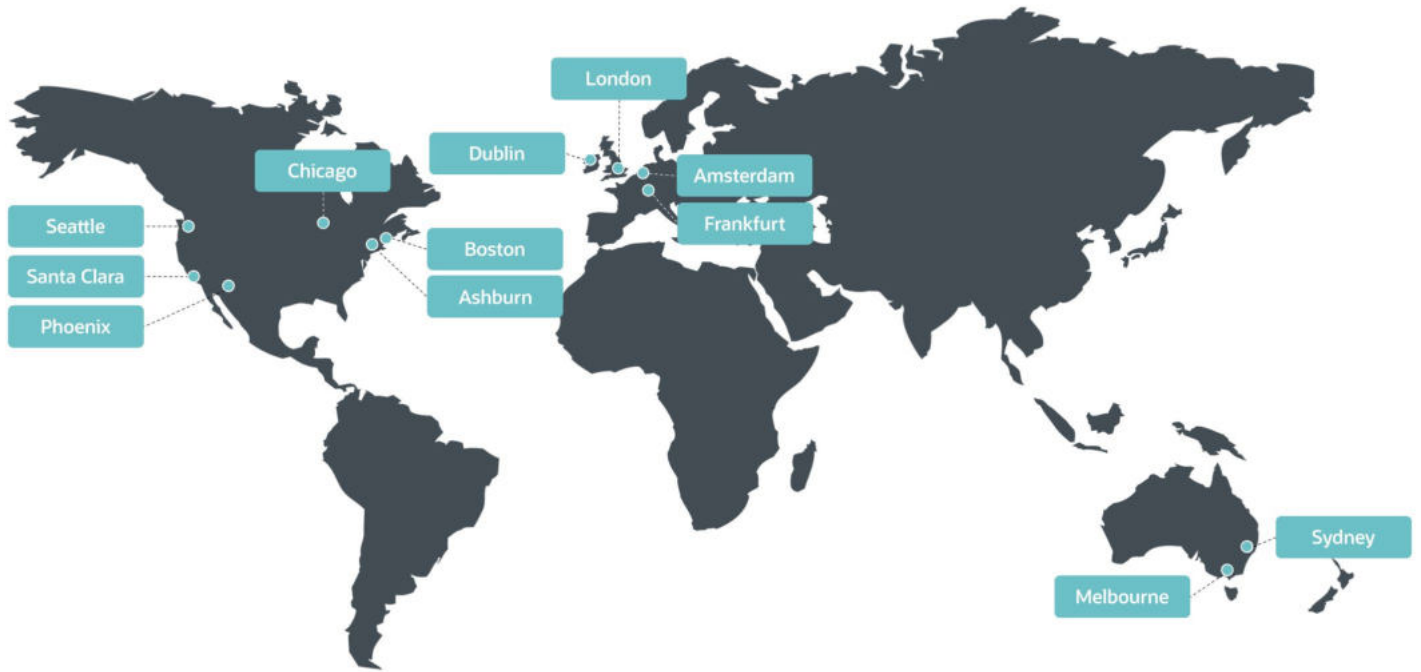 London
Dublin
Chicago
Amsterdam
Seattle
Frankfurt
Boston
Santa Clara
Ashburn
Phoenix
Sydney
Melbourne